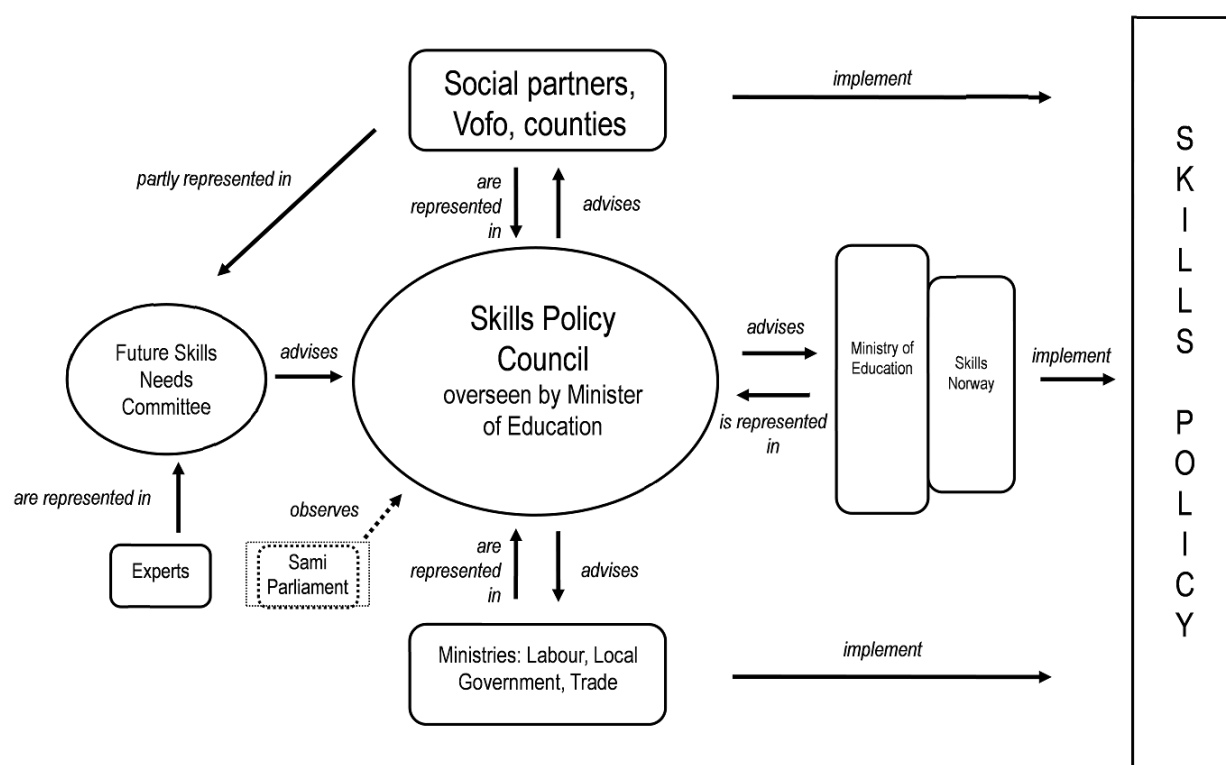 Social partners,
Vofo, counties
implement
partly represented in
are
represented
in
advises
Future Skills
Needs
Committee
advises
Skills Policy
Council
overseen by Minister
of Education
advises
is represented
in
Ministry of
Education
Skills
Norway
implement
are represented in
Experts
observes
Sami
Parliament
are
represented
in
advises
Ministries: Labour, Local
Government, Trade
implement
S
K
I
L
L
S
P
O
L
I
C
Y